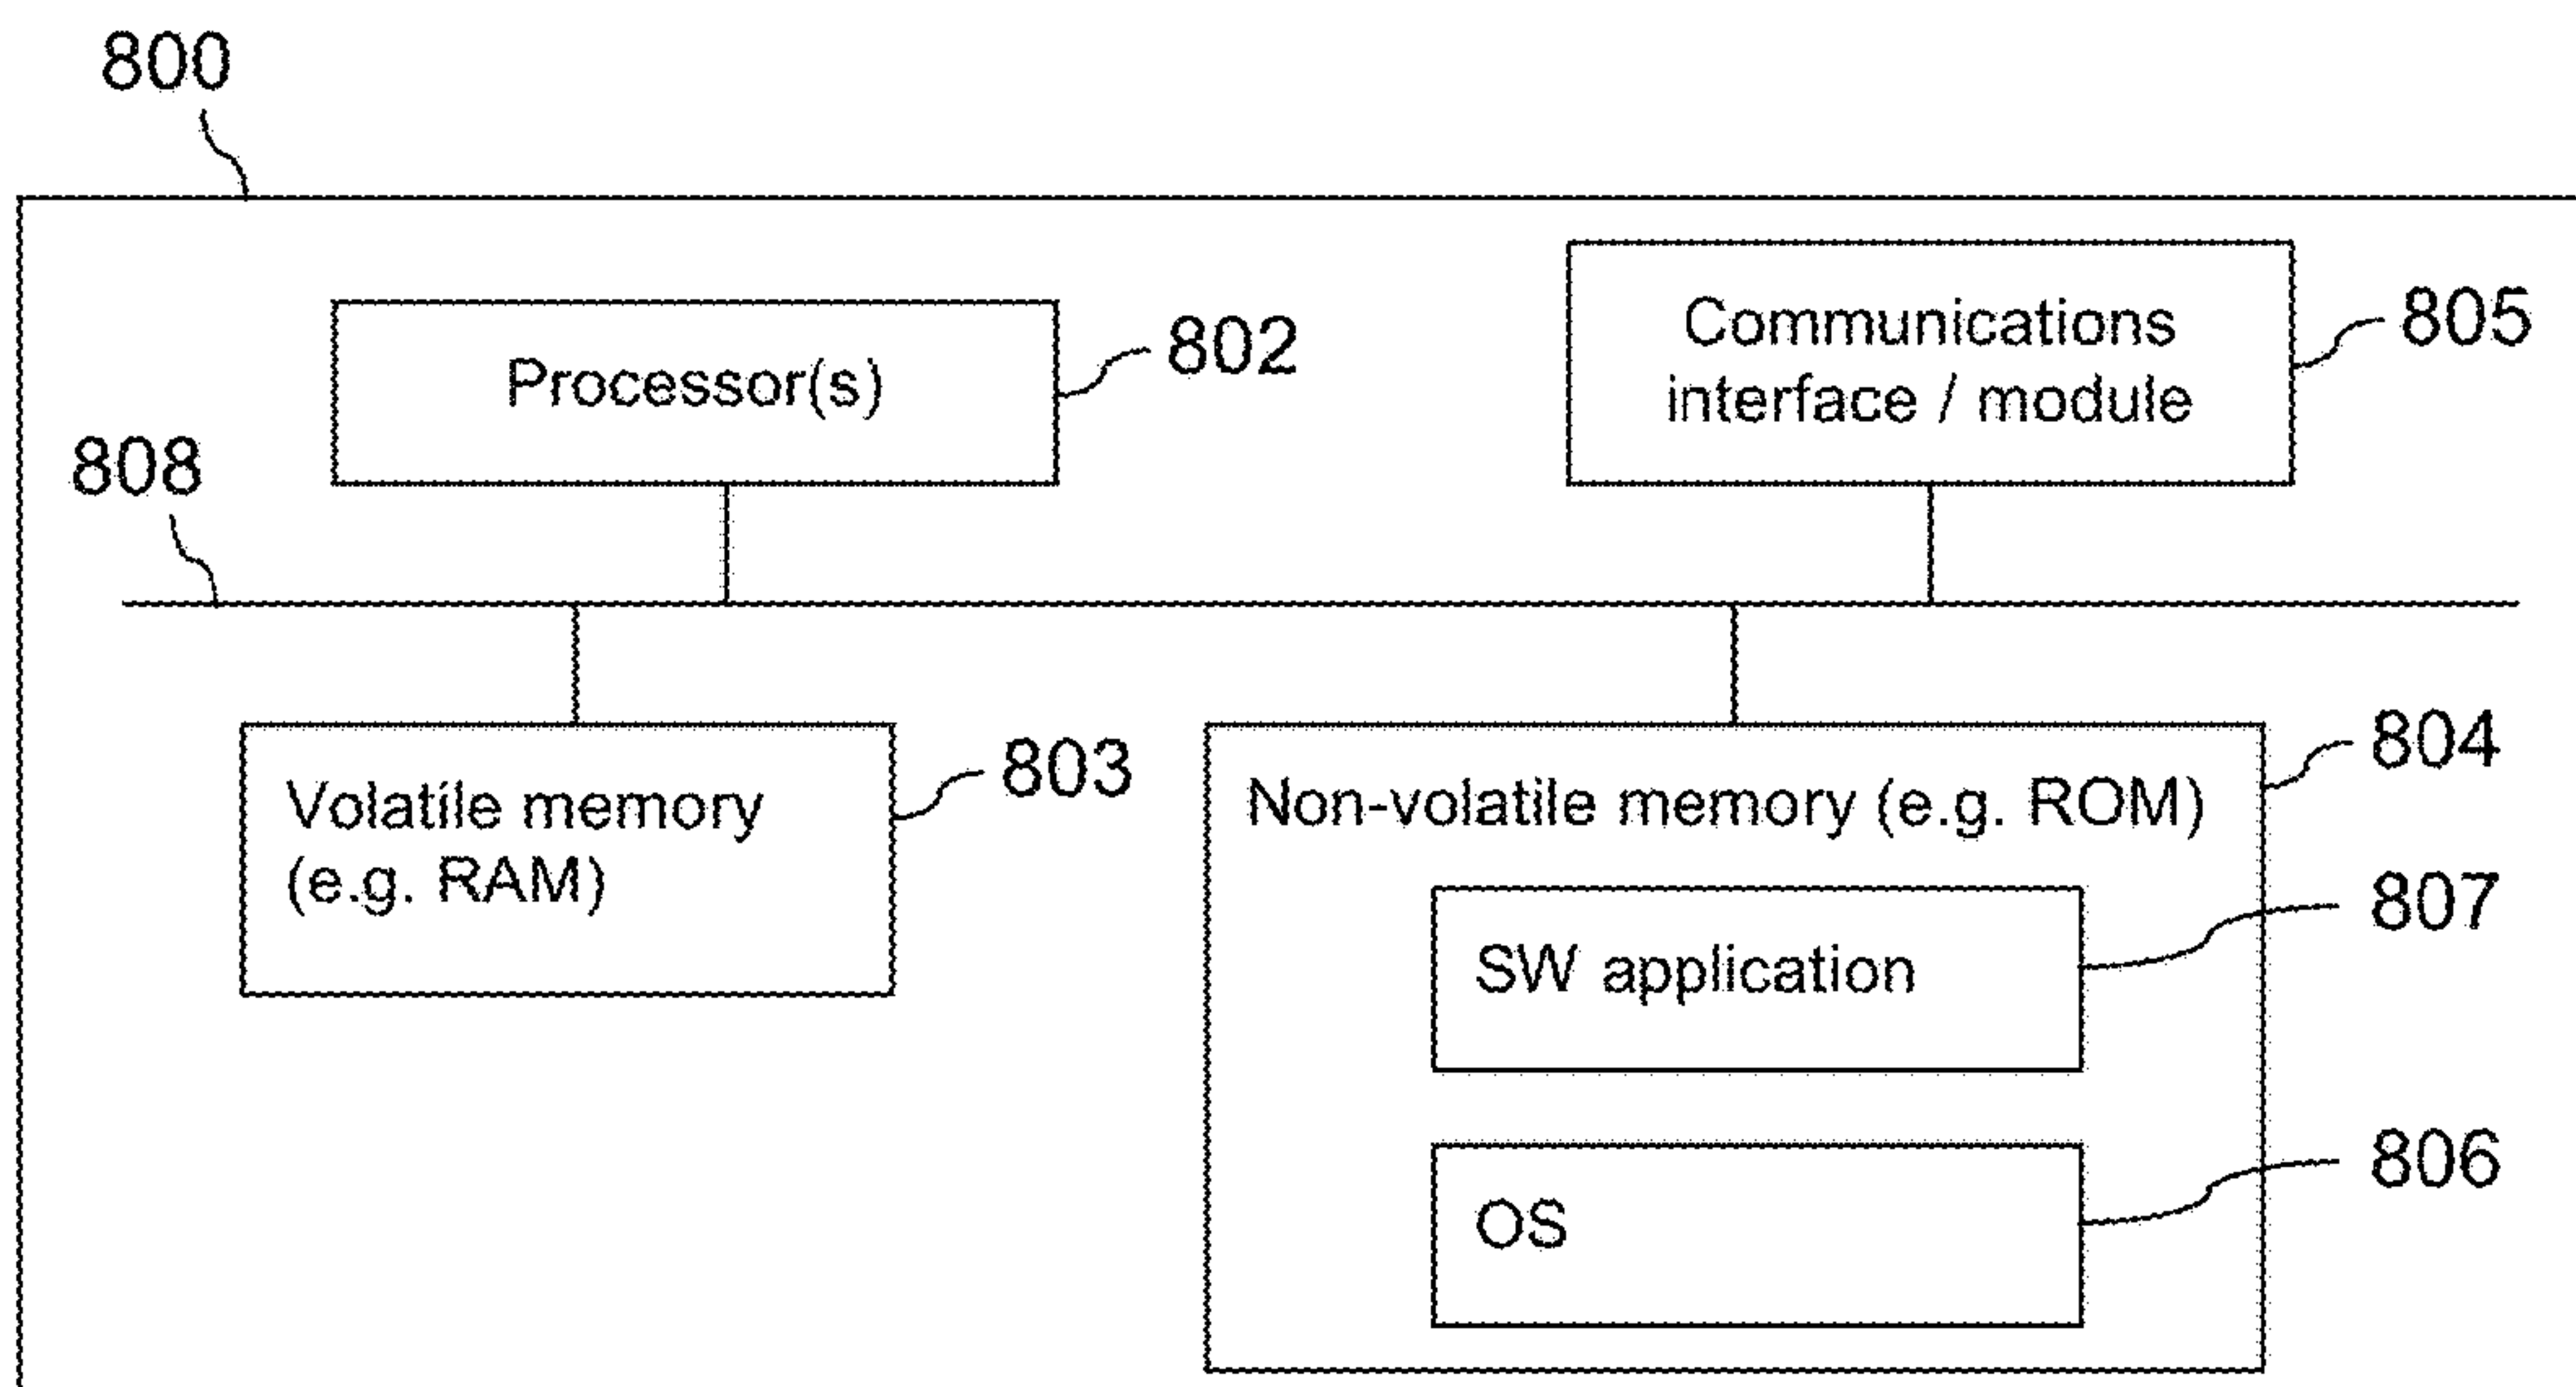 800
Processor(s)
802
Communications
interface / module
805
808
Volatile memory
(e.g. RAM)
803
Non-volatile memory (e.g. ROM)
804
SW application
807
OS
806